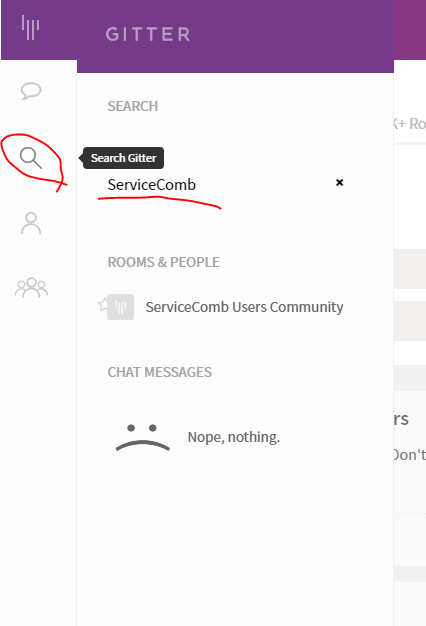 GITTER
SEARCH
K+ Ro
Search Gitter
ServiceComb
ROOMS & PEOPLE
ServiceComb Users Community
CHAT MESSAGES
rs
Nope, nothing.
Don't